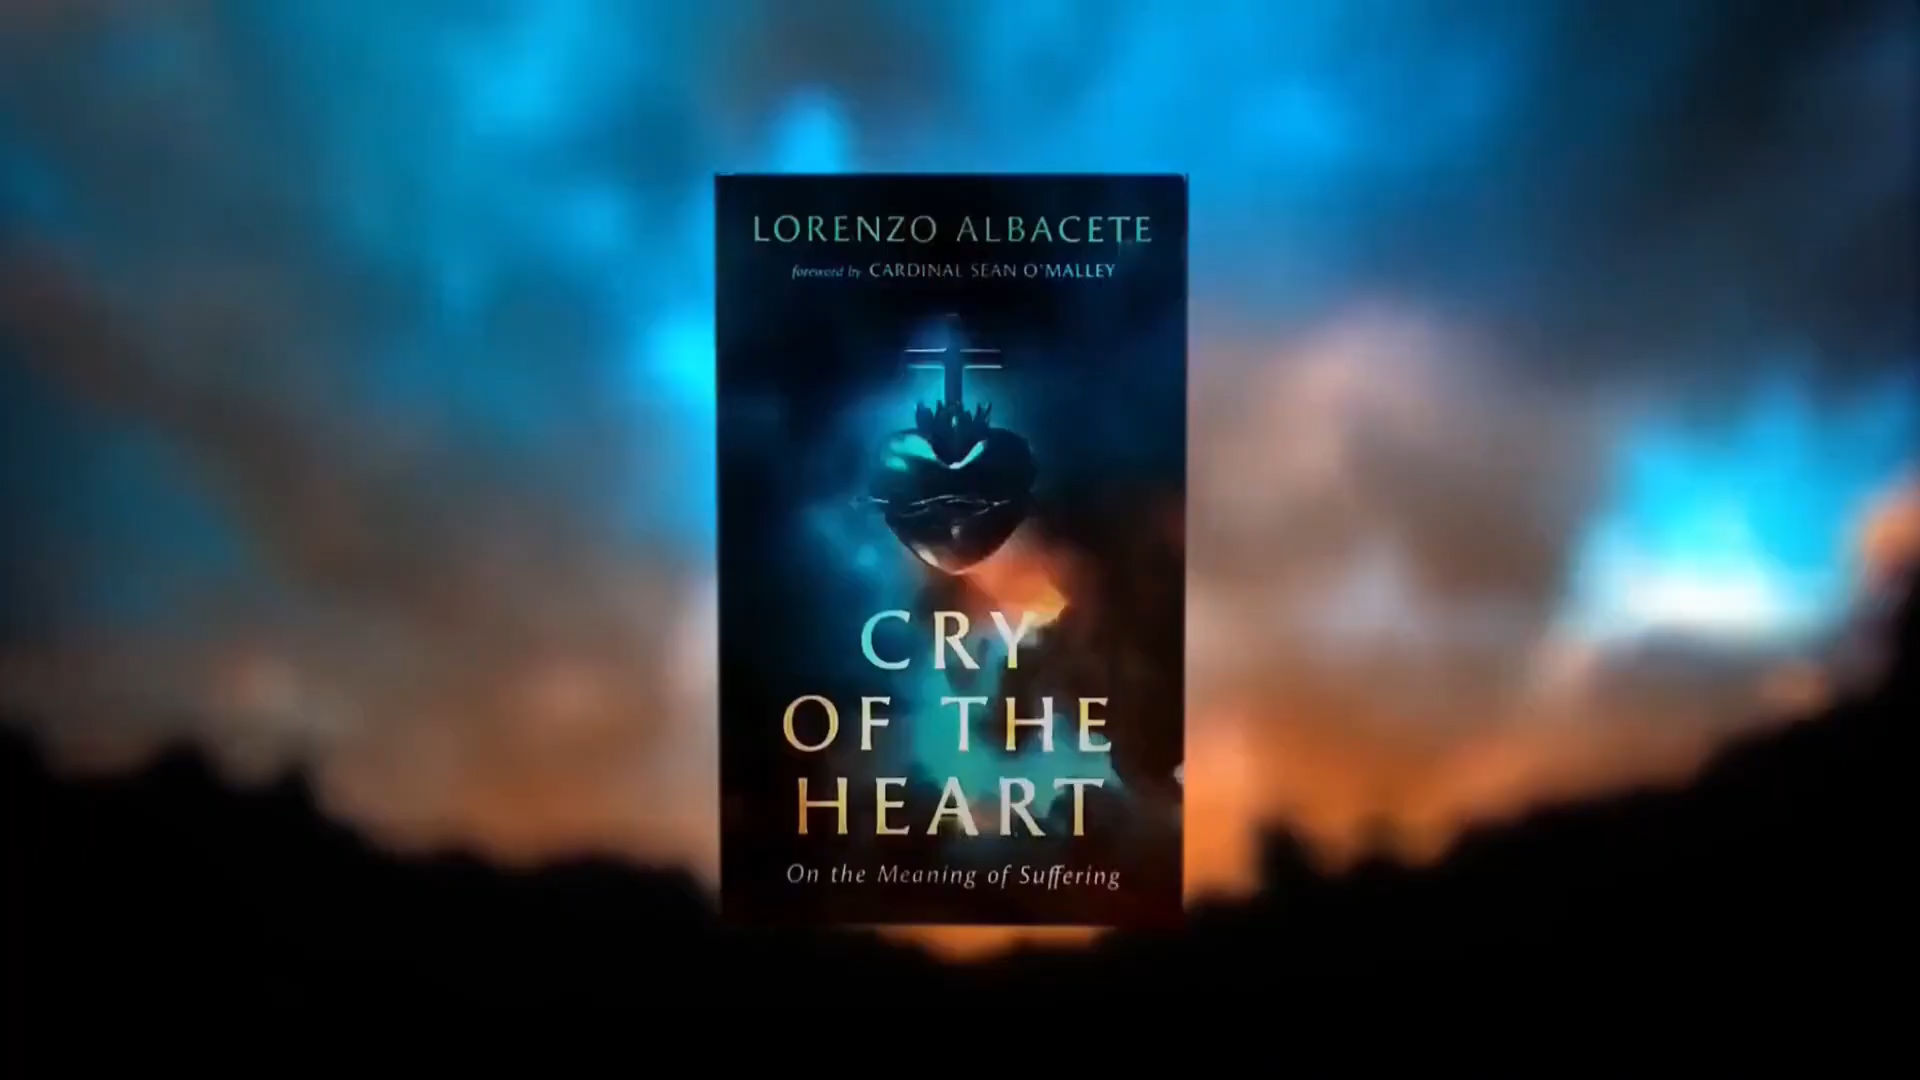 LORENZO ALBACETE
foreword by CARDINAL SEAN O'MALLEY
CRY
OF THE
HEART
On the Meaning of Suffering